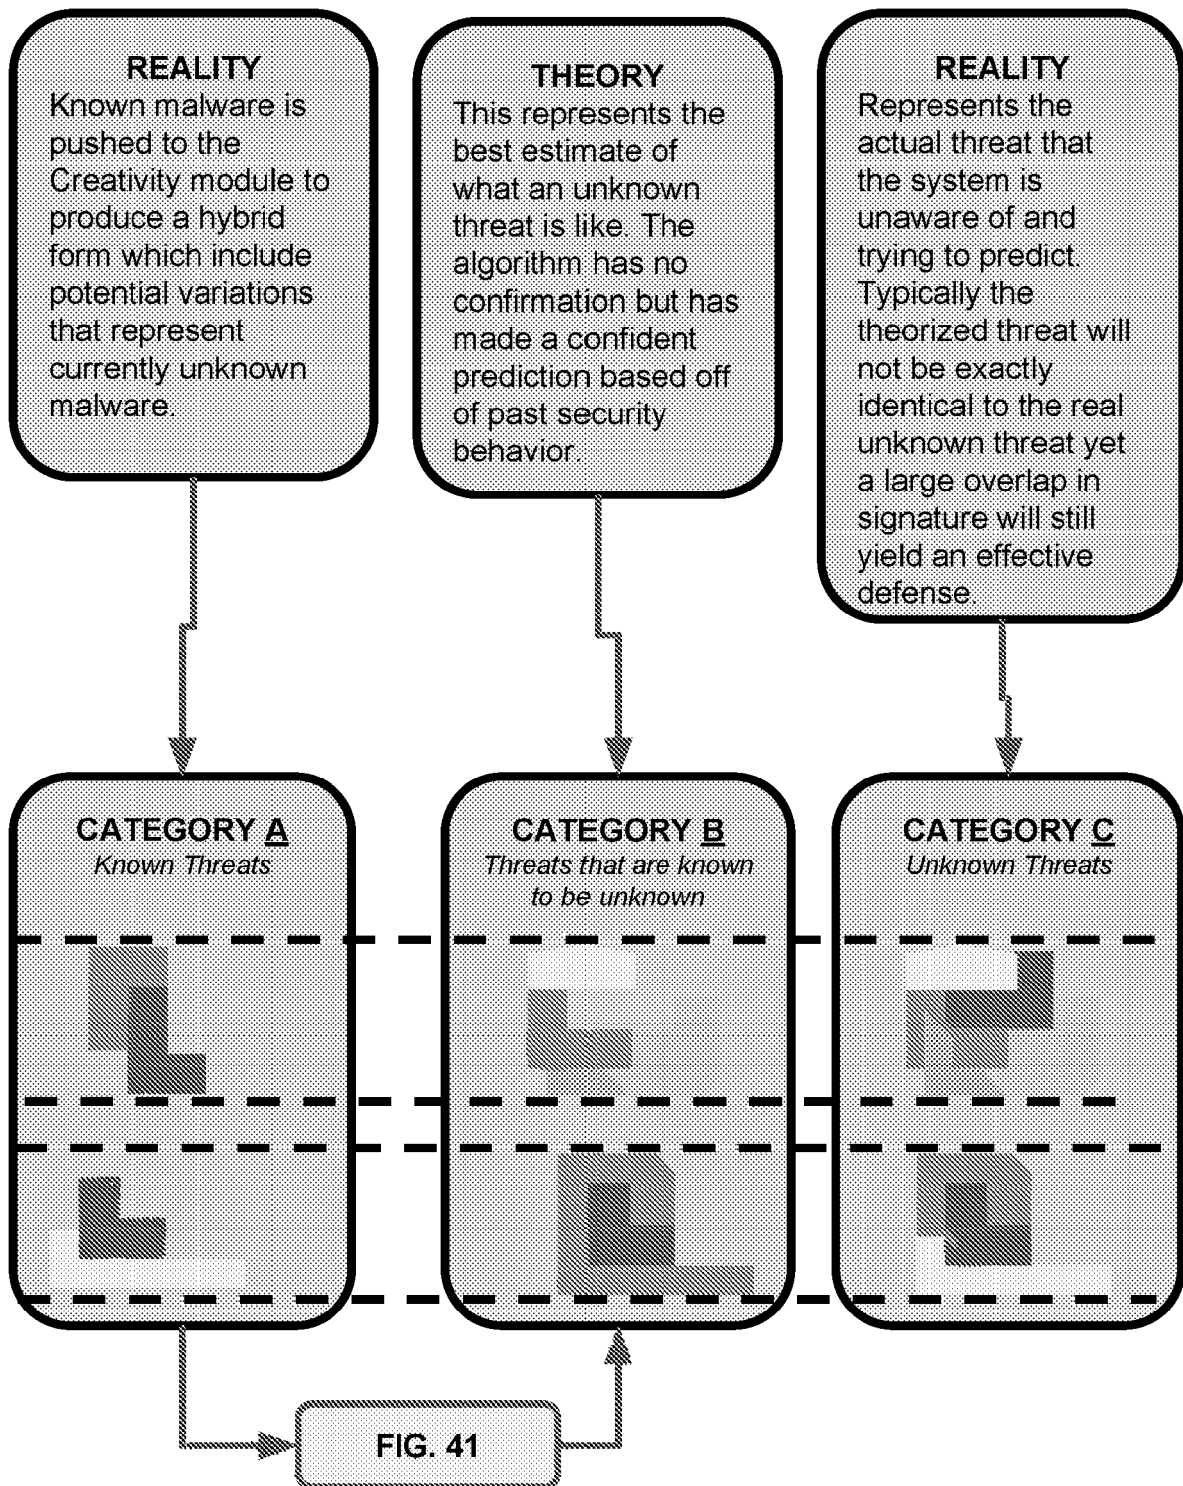 REALITY
Known malware is
pushed to the
Creativity module to
produce a hybrid
form which include
potential variations
that represent
currently unknown
malware.
THEORY
This represents the
best estimate of
what an unknown
threat is like. The
algorithm has no
confirmation but has
made a confident
prediction based off
of past security
behavior.
REALITY
Represents the
actual threat that
the system is
unaware of and
trying to predict.
Typically the
theorized threat will
not be exactly
identical to the real
unknown threat yet
a large overlap in
signature will still
yield an effective
defense.
CATEGORY A
Known Threats
CATEGORY B
Threats that are known
to be unknown
CATEGORY C
Unknown Threats
FIG. 41